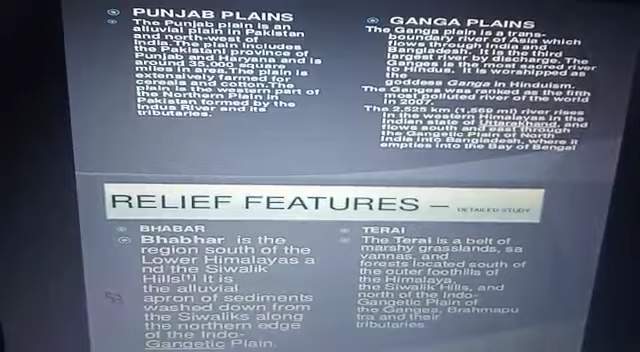 PUNJAB PLAINS
The Punjab plain is an
alluvial plain in Pakistan
and north-west of
India. The plain includes
the Pakistan province of
Punjab and Haryana and is
around 35,000 square
miles in area. The plain is
extensively farmed for
cereals and cotton. The
plain is the western part of
the Northern Plain in
Pakistan formed by the
Indus River and its
tributaries.
GANGA PLAINS
The Ganga plain is a trans-
boundary river of Asia which
flows through India and
Bangladesh. It is the third
largest river by discharge. The
Ganges is the most sacred river
to Hindus. It is worshipped as
the
goddess Ganga in Hinduism.
The Ganges was ranked as the fifth
most polluted river of the world
in 2007.
The 2,525 km (1,569 mi) river rises
in the western Himalayas in the
Indian state of Uttarakhand, and
flows south and east through
the Gangetic Plain of North
India into Bangladesh, where it
empties into the Bay of Bengal
RELIEF FEATURES – DETAILED STUDY
BHABAR
Bhabhar is the
region south of the
Lower Himalayas a
nd the Siwalik
Hills[1] It is
the alluvial
apron of sediments
washed down from
the Siwaliks along
the northern edge
of the Indo-
Gangetic Plain.
TERAI
The Terai is a belt of
marshy grasslands, sa
vannas, and
forests located south of
the outer foothills of
the Himalaya,
the Siwalik Hills, and
north of the Indo-
Gangetic Plain of
the Ganges, Brahmapu
tra and their
tributaries.